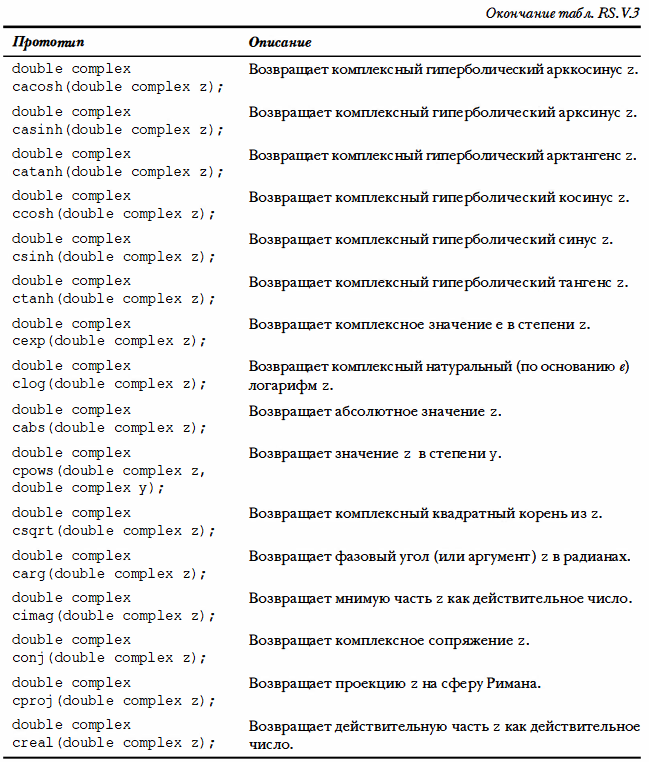 Окончание табл. RS.V.3
Прототип Описание
double complex Возвращает комплексный гиперболический арккосинус z.
cacosh(double complex z);
double complex Возвращает комплексный гиперболический арксинус z.
casinh(double complex z);
double complex Возвращает комплексный гиперболический арктангенс z.
catanh(double complex z);
double complex Возвращает комплексный гиперболический косинус z.
ccosh(double complex z);
double complex Возвращает комплексный гиперболический синус z.
csinh(double complex z);
double complex Возвращает комплексный гиперболический тангенс z.
ctanh(double complex z);
double complex Возвращает комплексное значение e в степени z.
cexp(double complex z);
double complex Возвращает комплексный натуральный (по основанию e)
clog(double complex z); логарифм z.
double complex Возвращает абсолютное значение z.
cabs(double complex z);
double complex Возвращает значение z в степени y.
cpows(double complex z,
double complex y);
double complex Возвращает комплексный квадратный корень из z.
csqrt(double complex z);
double complex Возвращает фазовый угол (или аргумент) z в радианах.
carg(double complex z);
double complex Возвращает мнимую часть z как действительное число.
cimag(double complex z);
double complex Возвращает комплексное сопряжение z.
conj(double complex z);
double complex Возвращает проекцию z на сферу Римана.
cproj(double complex z);
double complex Возвращает действительную часть z как действительное
creal(double complex z); число.